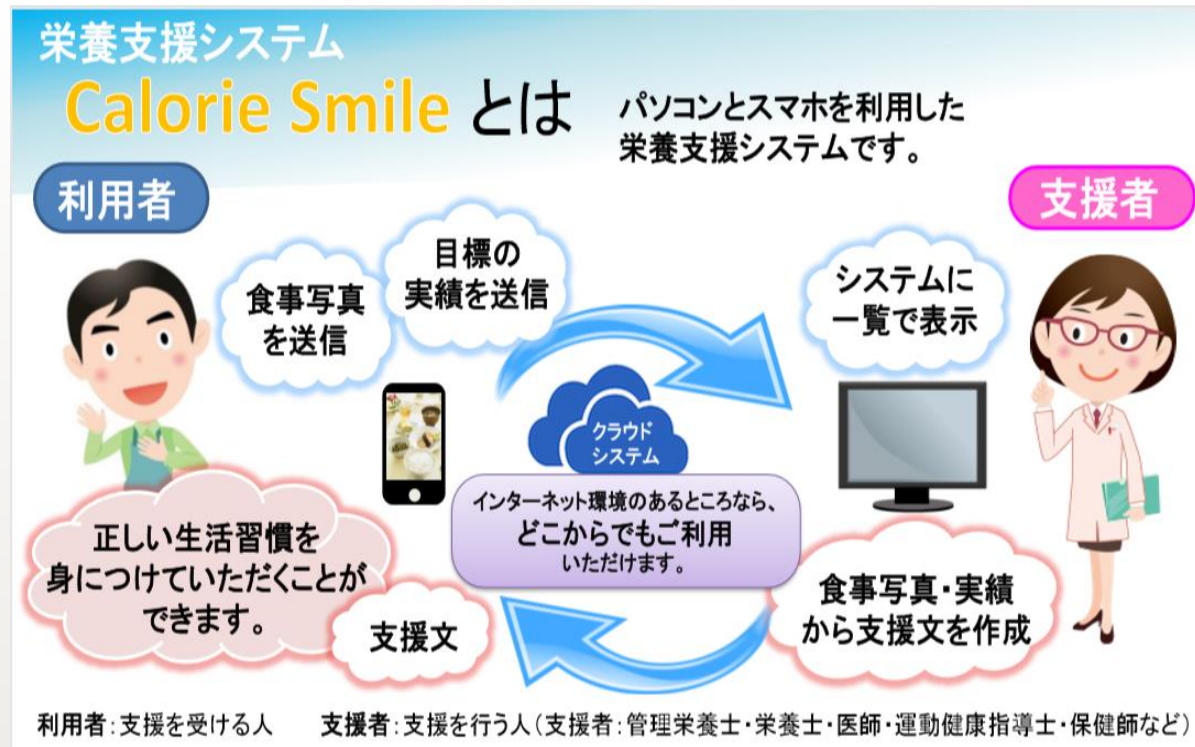 栄養支援システム
Calorie Smile とは
パソコンとスマホを利用した
栄養支援システムです。
利用者
支援者
食事写真
を送信
目標の
実績を送信
システムに
一覧で表示
クラウド
システム
インターネット環境のあるところなら、
どこからでもご利用
いただけます。
正しい生活習慣を
身につけていただくことが
できます。
支援文
食事写真・実績
から支援文を作成
利用者：支援を受ける人　支援者：支援を行う人（支援者：管理栄養士・栄養士・医師・運動健康指導士・保健師など）